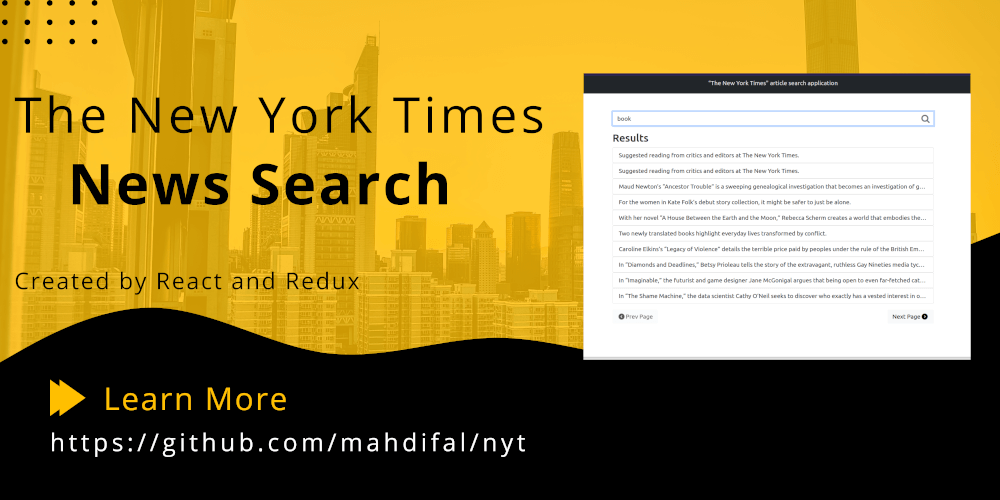 The New York Times
News Search
Created by React and Redux
Learn More
https://github.com/mahdifal/nyt
"The New York Times" article search application
book
Results
Suggested reading from critics and editors at The New York Times.
Suggested reading from critics and editors at The New York Times.
Maud Newton's "Ancestor Trouble" is a sweeping genealogical investigation that becomes an investigation of g...
For the women in Kate Folk's debut story collection, it might be safer to just be alone.
With her novel "A House Between the Earth and the Moon," Rebecca Scherm creates a world that embodies the...
Two newly translated books highlight everyday lives transformed by conflict.
Caroline Elkins's "Legacy of Violence" details the terrible price paid by peoples under the rule of the British Em...
In "Diamonds and Deadlines," Betsy Prioleau tells the story of the extravagant, ruthless Gay Nineties media tyc...
In "Imaginable," the futurist and game designer Jane McGonigal argues that being open to even far-fetched cat...
In "The Shame Machine," the data scientist Cathy O'Neil seeks to discover who exactly has a vested interest in o...
Prev Page
Next Page